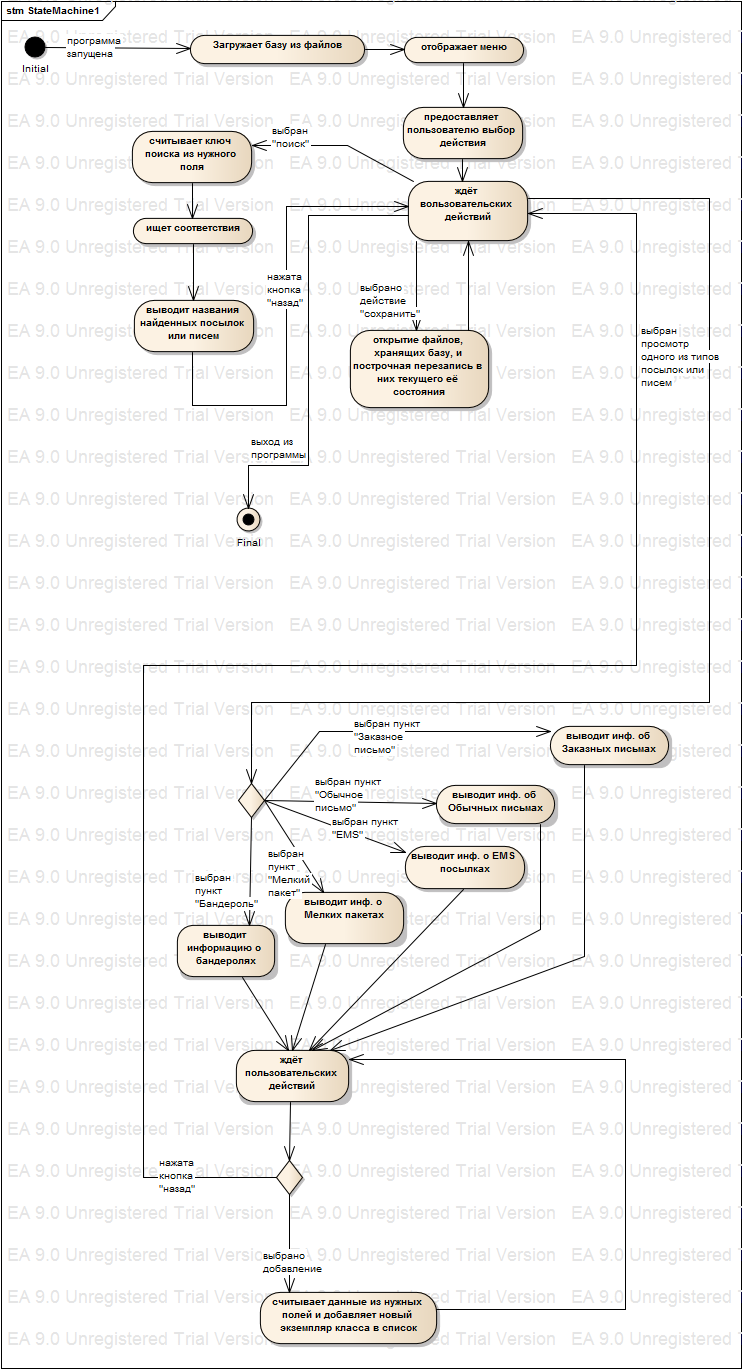 stm StateMachine1
Initial
программа
запущена
Загружает базу из файлов
отображает меню
предоставляет
пользователю выбор
действия
выбран
"поиск"
считывает ключ
поиска из нужного
поля
ждёт
вользовательских
действий
ищет соответствия
нажата
кнопка
"назад"
выбрано
действие
"сохранить"
выводит названия
найденных посылок
или писем
открытие файлов,
хранящих базу, и
построчная перезапись в
них текущего её
состояния
выбран
просмотр
одного из типов
посылок или
писем
выход из
программы
Final
выбран пункт
"Заказное
письмо"
выводит инф. об
Заказных письмах
выбран пункт
"Обычное
письмо"
выводит инф. об
Обычных письмах
выбран пункт
"EMS"
выводит инф. о EMS
посылках
выбран
пункт
"Мелкий
пакет"
выводит инф. о
Мелких пакетах
выбран
пункт
"Бандероль"
выводит
информацию о
бандеролях
ждёт
пользовательских
действий
нажата
кнопка
"назад"
выбрано
добавление
считывает данные из нужных
полей и добавляет новый
экземпляр класса в список
EA 9.0 Unregistered Trial Version